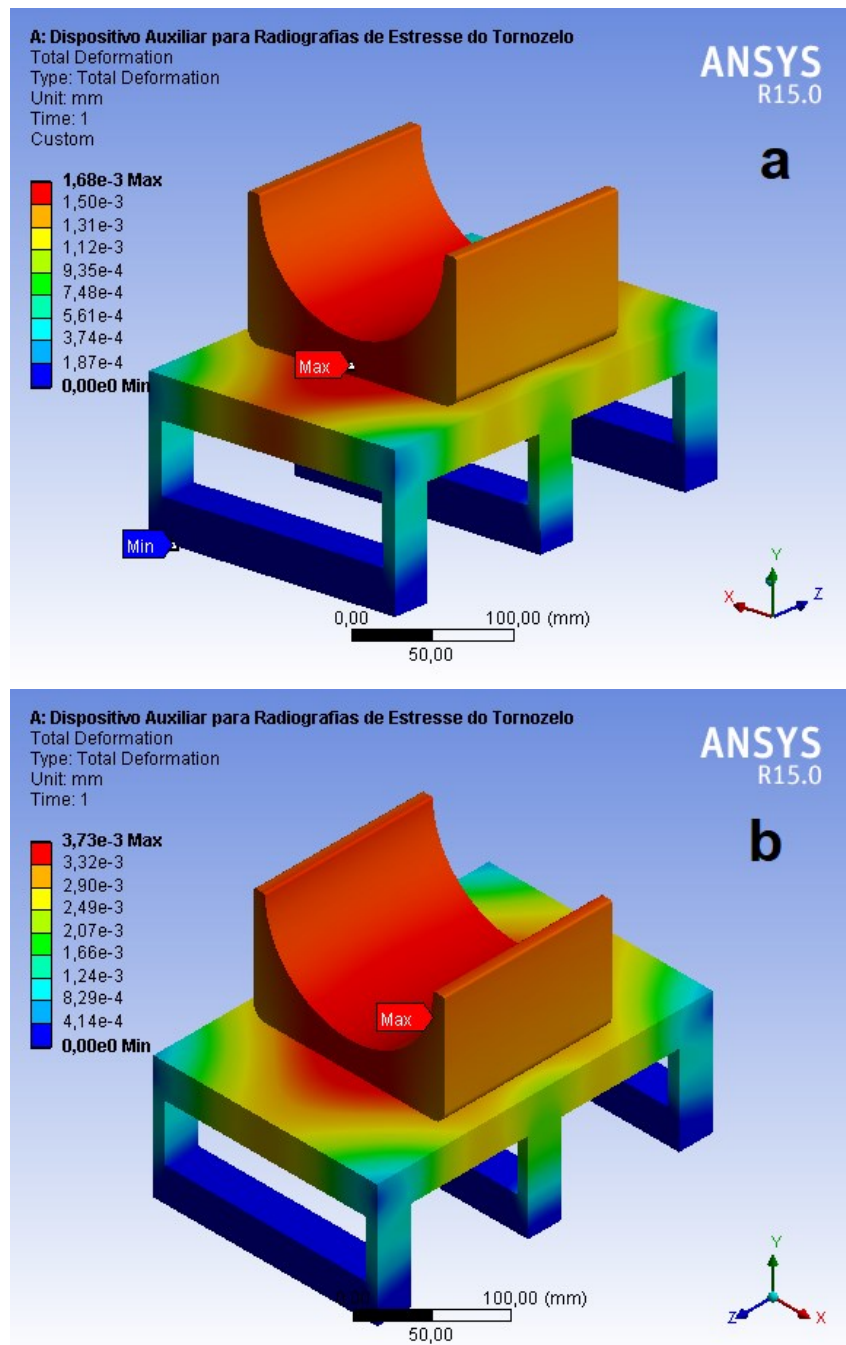 A: Dispositivo Auxiliar para Radiografias de Estresse do Tornozelo
Total Deformation
Type: Total Deformation
Unit: mm
Time: 1
Custom
ANSYS
R15.0
a
1,68e-3 Max
1,50e-3
1,31e-3
1,12e-3
9,35e-4
7,48e-4
5,61e-4
3,74e-4
1,87e-4
0,00e0 Min
Max
Min
0,00 100,00 (mm)
50,00
Y
X Z
A: Dispositivo Auxiliar para Radiografias de Estresse do Tornozelo
Total Deformation
Type: Total Deformation
Unit: mm
Time: 1
ANSYS
R15.0
b
3,73e-3 Max
3,32e-3
2,90e-3
2,49e-3
2,07e-3
1,66e-3
1,24e-3
8,29e-4
4,14e-4
0,00e0 Min
Max
100,00 (mm)
50,00
Y
Z X